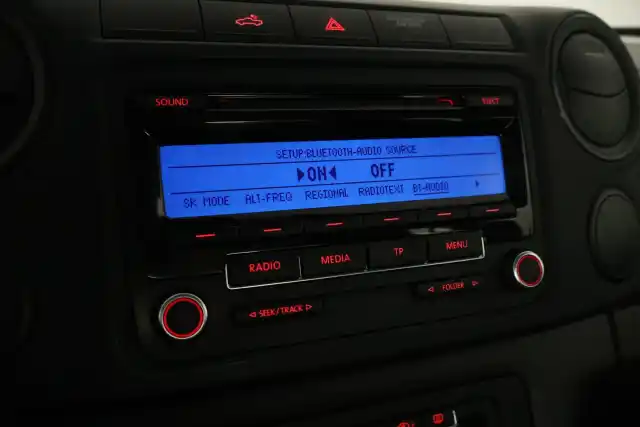 SOUND
EJECT
SETUP:BLUETOOTH-AUDIO SOURCE
ON OFF
SK MODE ALT-FREQ REGIONAL RADIOTEXT BT-AUDIO
RADIO MEDIA TP MENU
SEEK/TRACK
FOLDER